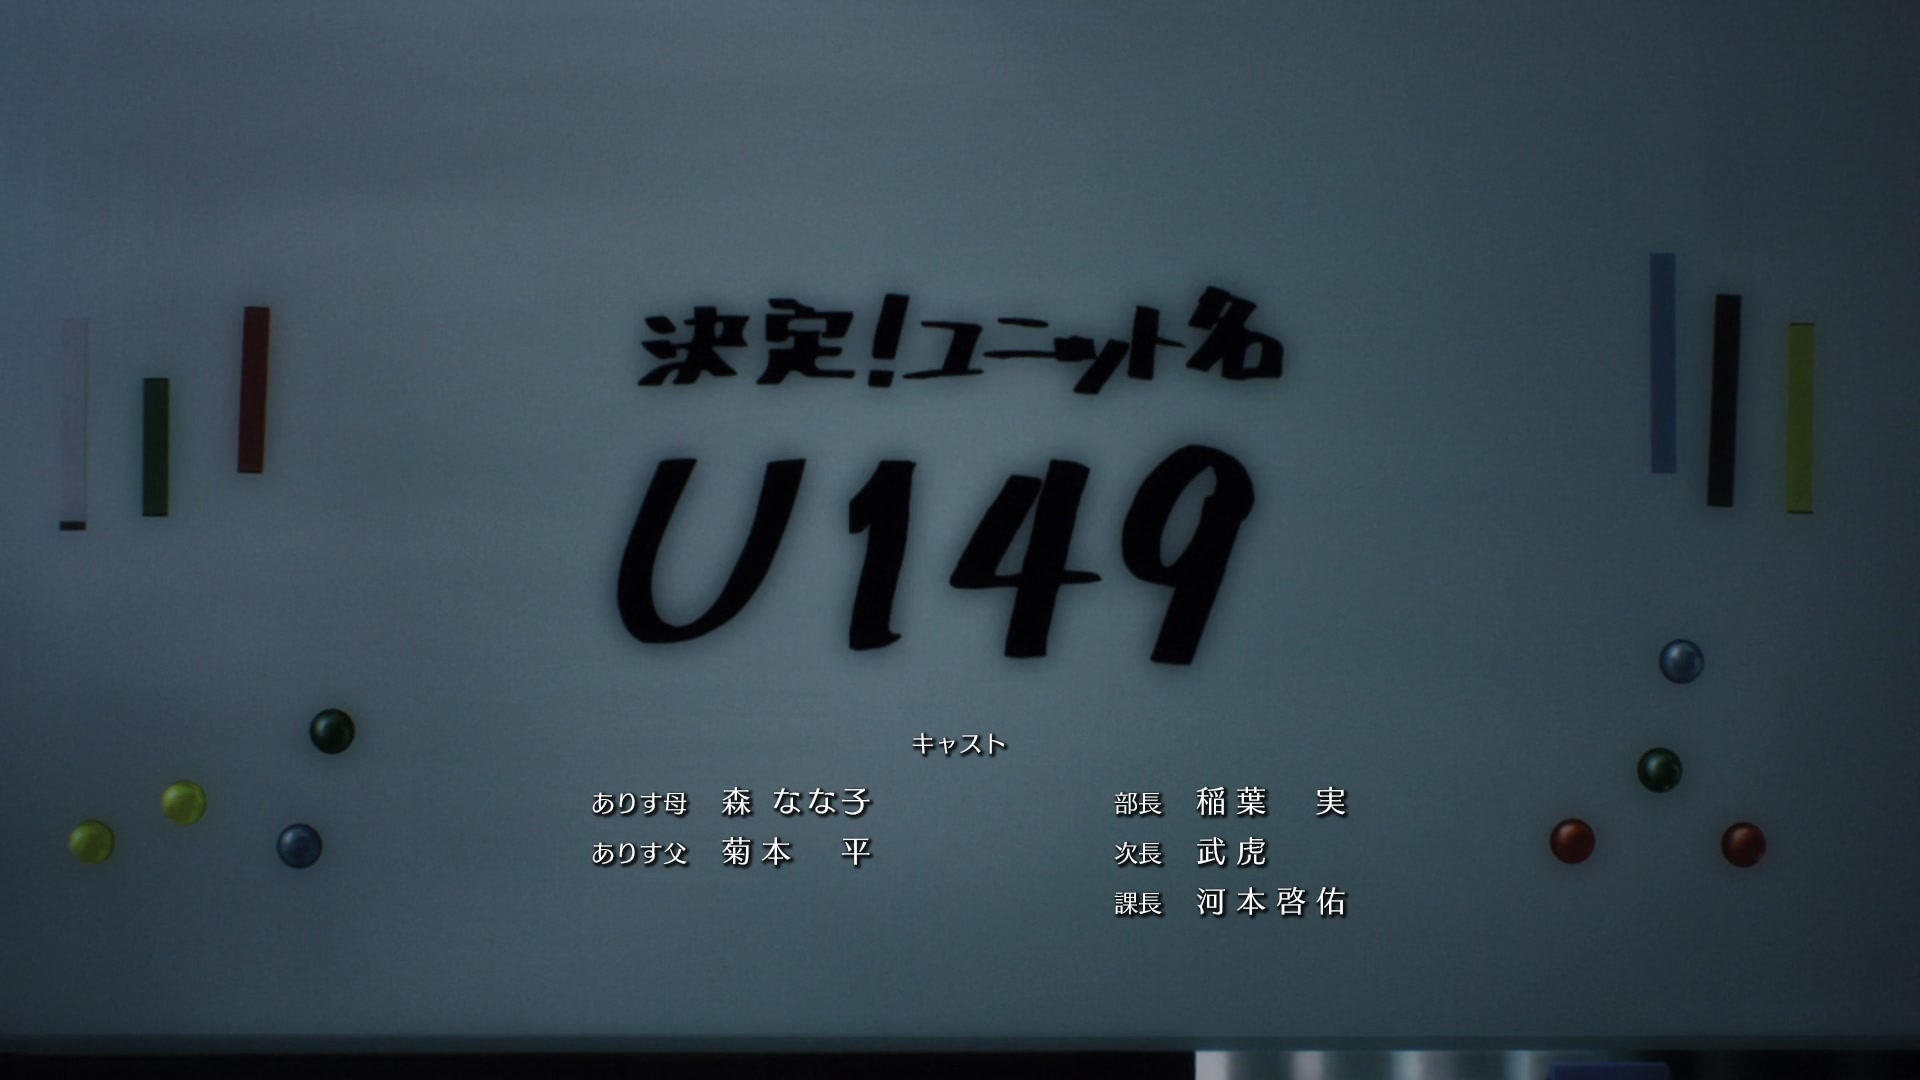 決定!ユニット名
U149
キャスト
ありす母 森 なな子
ありす父 菊本 平
部長 稲葉 実
次長 武虎
課長 河本啓佑